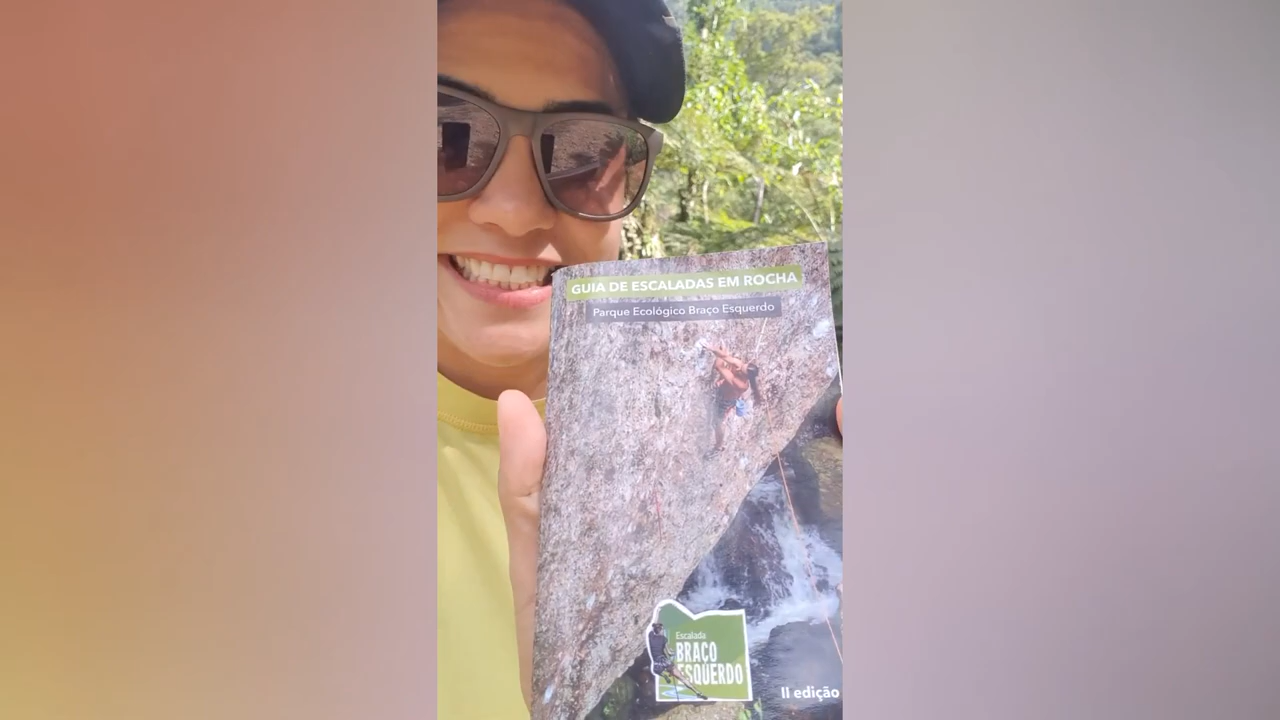 GUIA DE ESCALADAS EM ROCHA
Parque Ecológico Braço Esquerdo
Escalada
BRAÇO
ESQUERDO
II edição